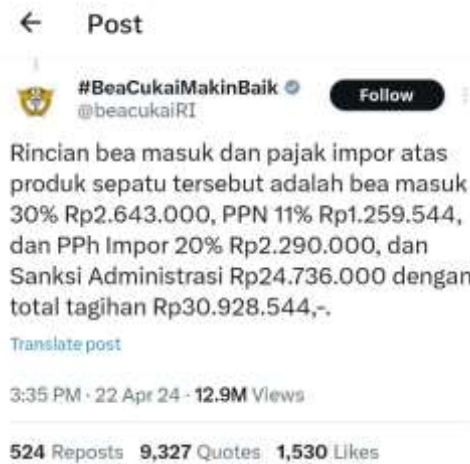 Post
#BeaCukaiMakinBaik
@beacukaiRI
Follow
Rincian bea masuk dan pajak impor atas
produk sepatu tersebut adalah bea masuk
30% Rp2.643.000, PPN 11% Rp1.259.544,
dan PPh Impor 20% Rp2.290.000, dan
Sanksi Administrasi Rp24.736.000 dengan
total tagihan Rp30.928.544,-.
Translate post
3:35 PM · 22 Apr 24 · 12.9M Views
524 Reposts 9,327 Quotes 1,530 Likes